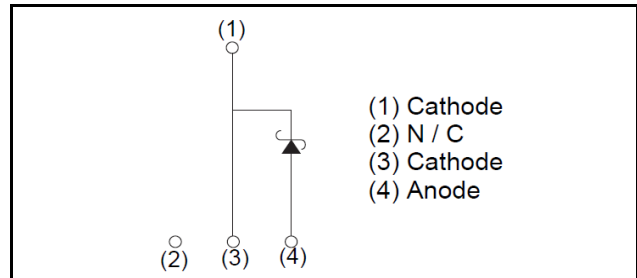 (1)
(1) Cathode
(2) N / C
(3) Cathode
(4) Anode
(2) (3) (4)